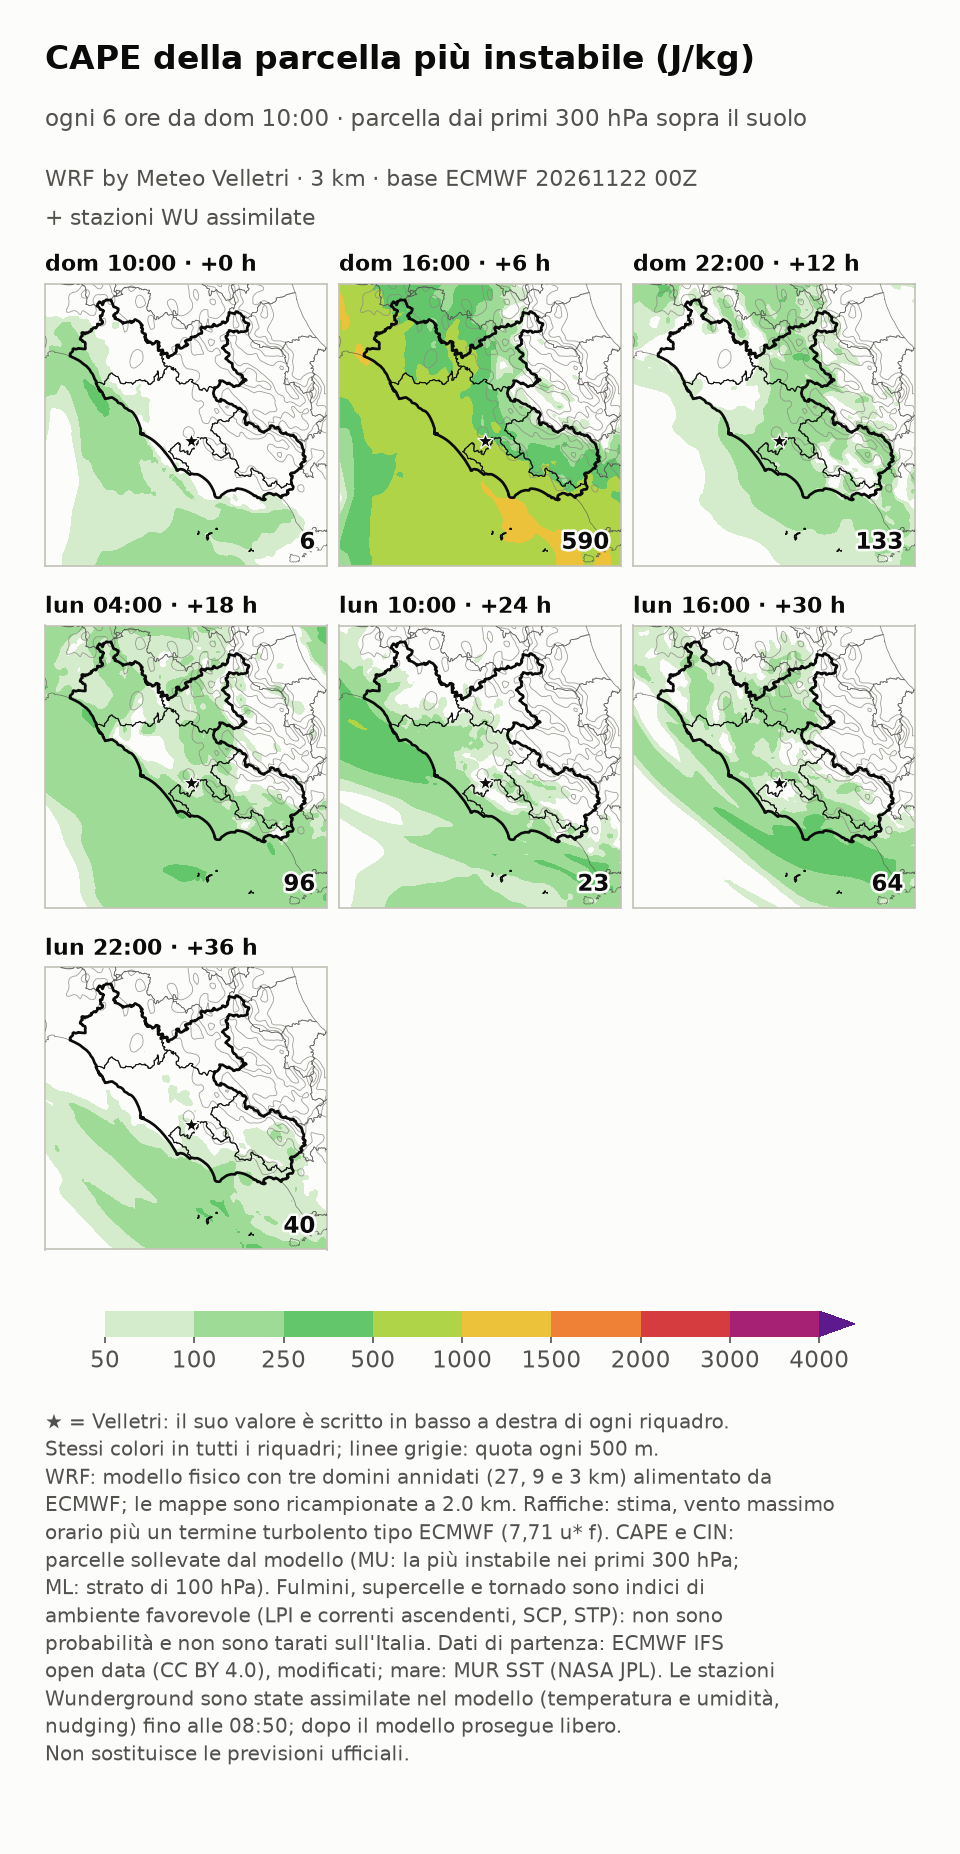 CAPE della parcella più instabile (J/kg)
ogni 6 ore da dom 10:00 · parcella dai primi 300 hPa sopra il suolo
WRF by Meteo Velletri · 3 km · base ECMWF 20261122 00Z
+ stazioni WU assimilate
dom 10:00 · +0 h
dom 16:00 · +6 h
dom 22:00 · +12 h
6
590
133
lun 04:00 · +18 h
lun 10:00 · +24 h
lun 16:00 · +30 h
96
23
64
lun 22:00 · +36 h
40
50 100 250 500 1000 1500 2000 3000 4000
★ = Velletri: il suo valore è scritto in basso a destra di ogni riquadro.
Stessi colori in tutti i riquadri; linee grigie: quota ogni 500 m.
WRF: modello fisico con tre domini annidati (27, 9 e 3 km) alimentato da
ECMWF; le mappe sono ricampionate a 2.0 km. Raffiche: stima, vento massimo
orario più un termine turbolento tipo ECMWF (7,71 u* f). CAPE e CIN:
parcelle sollevate dal modello (MU: la più instabile nei primi 300 hPa;
ML: strato di 100 hPa). Fulmini, supercelle e tornado sono indici di
ambiente favorevole (LPI e correnti ascendenti, SCP, STP): non sono
probabilità e non sono tarati sull'Italia. Dati di partenza: ECMWF IFS
open data (CC BY 4.0), modificati; mare: MUR SST (NASA JPL). Le stazioni
Wunderground sono state assimilate nel modello (temperatura e umidità,
nudging) fino alle 08:50; dopo il modello prosegue libero.
Non sostituisce le previsioni ufficiali.